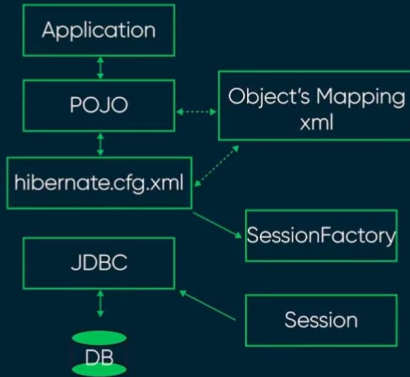 Application
POJO
Object's Mapping
xml
hibernate.cfg.xml
SessionFactory
JDBC
Session
DB